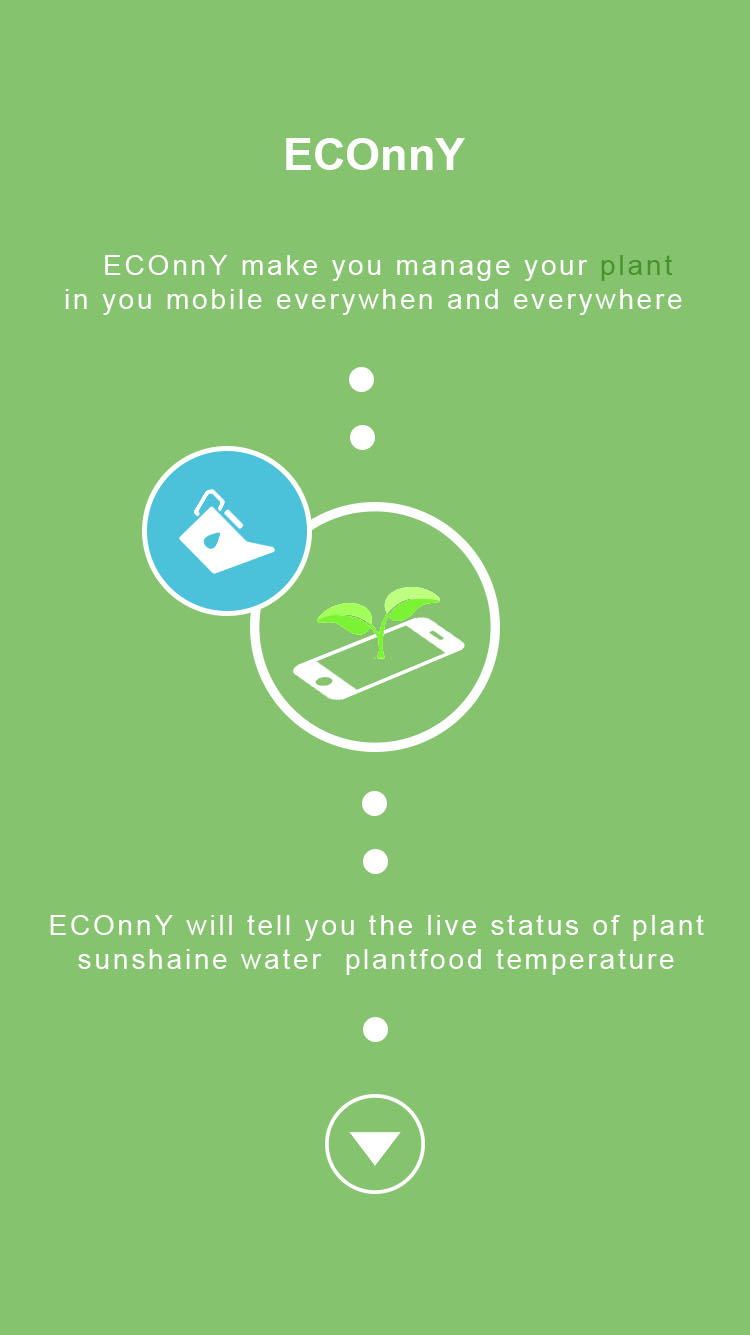 ECOnnY
ECOnnY make you manage your plant
in you mobile everywhen and everywhere
ECOnnY will tell you the live status of plant
sunshaine water plantfood temperature